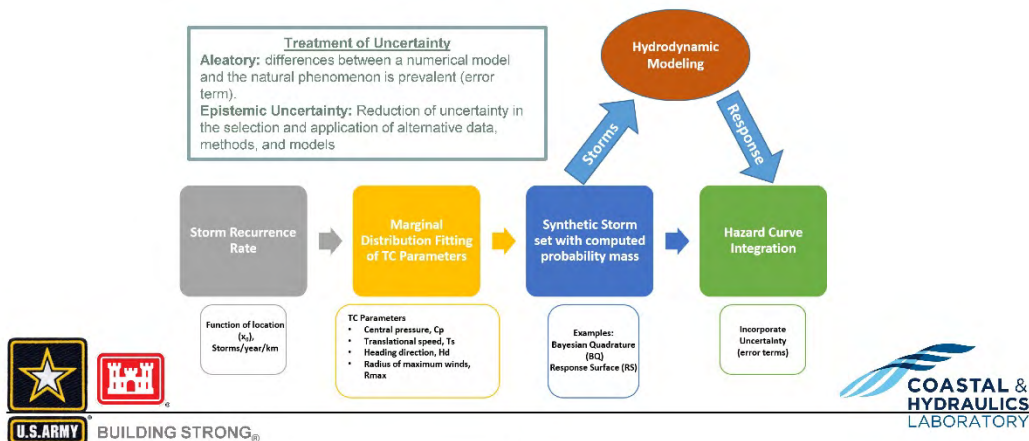 Treatment of Uncertainty
Aleatory: differences between a numerical model
and the natural phenomenon is prevalent (error
term).
Epistemic Uncertainty: Reduction of uncertainty in
the selection and application of alternative data,
methods, and models
Hydrodynamic
Modeling
Storms
Response
Storm Recurrence
Rate
Marginal
Distribution Fitting
of TC Parameters
Synthetic Storm
set with computed
probability mass
Hazard Curve
Integration
Function of location
(x₀),
Storms/year/km
TC Parameters
• Central pressure, Cp
• Translational speed, Ts
• Heading direction, Hd
• Radius of maximum winds,
Rmax
Examples:
Bayesian Quadrature
(BQ)
Response Surface (RS)
Incorporate
Uncertainty
(error terms)
COASTAL &
HYDRAULICS
LABORATORY
U.S.ARMY
BUILDING STRONG®